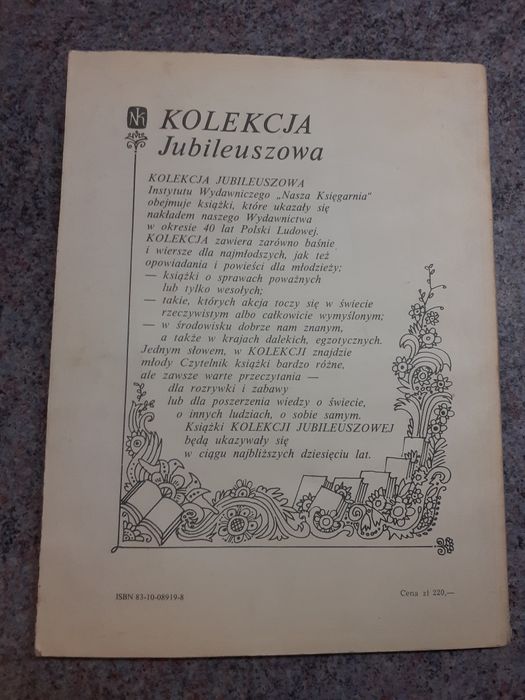 NK
KOLEKCJA
Jubileuszowa
KOLEKCJA JUBILEUSZOWA
Instytutu Wydawniczego „Nasza Księgarnia"
obejmuje książki, które ukazały się
nakładem naszego Wydawnictwa
w okresie 40 lat Polski Ludowej.
KOLEKCJA zawiera zarówno baśnie
i wiersze dla najmłodszych, jak też
opowiadania i powieści dla młodzieży;
— książki o sprawach poważnych
lub tylko wesołych;
— takie, których akcja toczy się w świecie
rzeczywistym albo całkowicie wymyślonym;
— w środowisku dobrze nam znanym,
a także w krajach dalekich, egzotycznych.
Jednym słowem, w KOLEKCJI znajdzie
młody Czytelnik książki bardzo różne,
ale zawsze warte przeczytania —
dla rozrywki i zabawy
lub dla poszerzenia wiedzy o świecie,
o innych ludziach, o sobie samym.
Książki KOLEKCJI JUBILEUSZOWEJ
będą ukazywały się
w ciągu najbliższych dziesięciu lat.
ISBN 83-10-08919-8
Cena zł 220,—